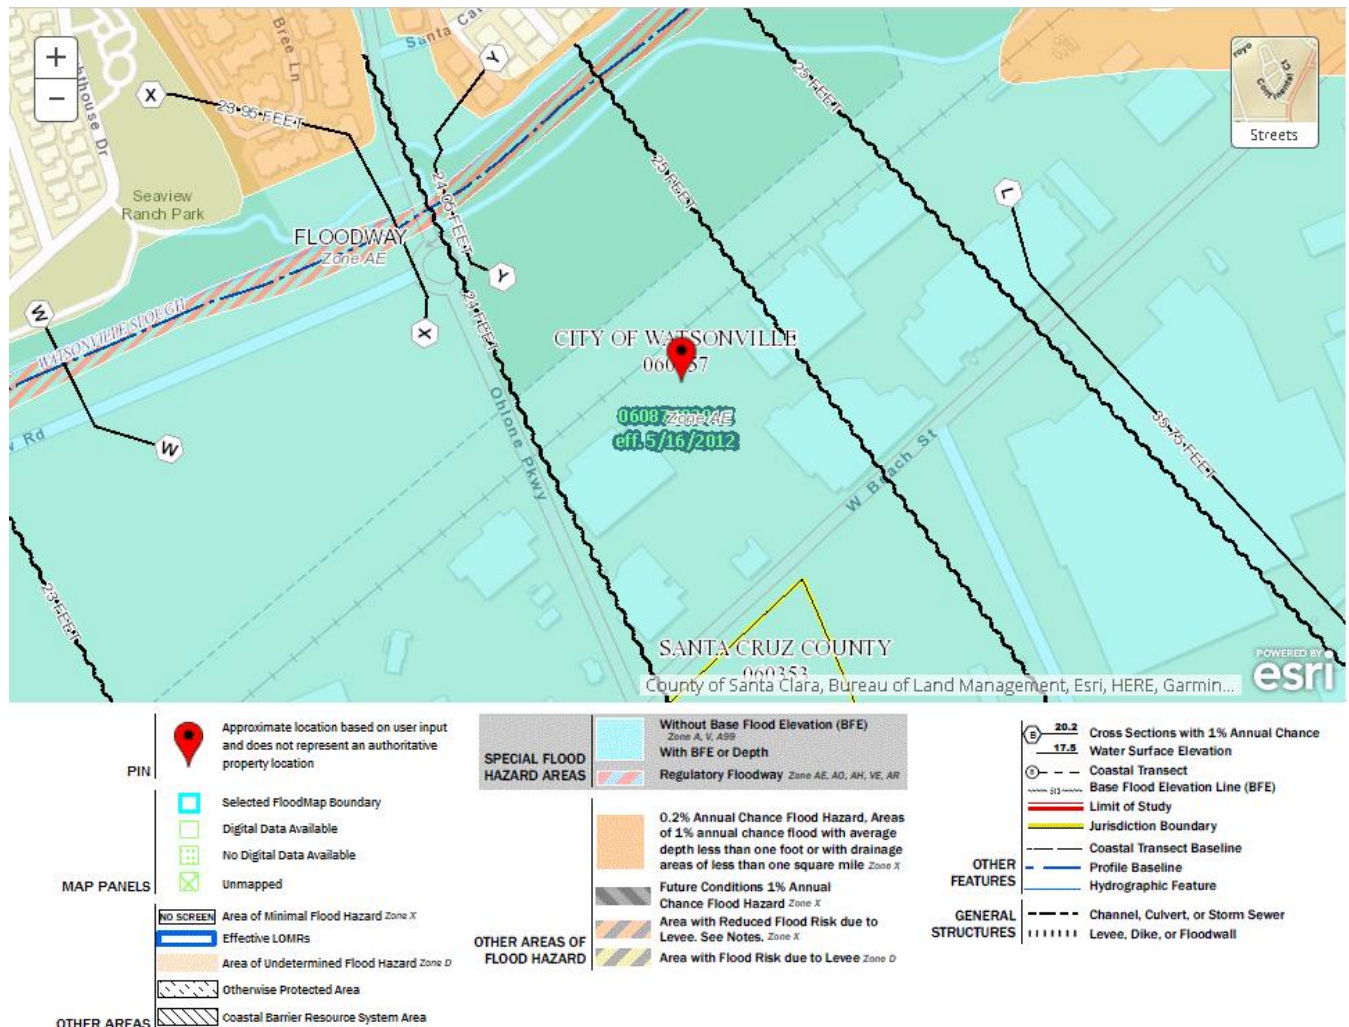 +
−
Santa Ca
Bree Ln
hthouse Dr
royo
Continental Ct
Streets
X
23.95 FEET
Y
25 FEET
25 FEET
24.05 FEET
L
Seaview
Ranch Park
FLOODWAY
Zone AE
Y
W
WATSONVILLE SLOUGH
X
24 FEET
CITY OF WATSONVILLE
Zone AE
eff. 5/16/2012
W
Rd
Ohlone Pkwy
W Beach St
35.75 FEET
23 FEET
SANTA CRUZ COUNTY
060353
POWERED BY
esri
County of Santa Clara, Bureau of Land Management, Esri, HERE, Garmin...
PIN
Approximate location based on user input
and does not represent an authoritative
property location
MAP PANELS
Selected FloodMap Boundary
Digital Data Available
No Digital Data Available
Unmapped
OTHER AREAS
NO SCREEN Area of Minimal Flood Hazard Zone X
Effective LOMRs
Area of Undetermined Flood Hazard Zone D
Otherwise Protected Area
Coastal Barrier Resource System Area
SPECIAL FLOOD
HAZARD AREAS
Without Base Flood Elevation (BFE)
Zone A, V, A99
With BFE or Depth
Regulatory Floodway Zone AE, AO, AH, VE, AR
OTHER AREAS OF
FLOOD HAZARD
0.2% Annual Chance Flood Hazard, Areas
of 1% annual chance flood with average
depth less than one foot or with drainage
areas of less than one square mile Zone X
Future Conditions 1% Annual
Chance Flood Hazard Zone X
Area with Reduced Flood Risk due to
Levee. See Notes. Zone X
Area with Flood Risk due to Levee Zone D
OTHER
FEATURES
B 20.2 Cross Sections with 1% Annual Chance
17.5 Water Surface Elevation
8 Coastal Transect
513 Base Flood Elevation Line (BFE)
Limit of Study
Jurisdiction Boundary
Coastal Transect Baseline
Profile Baseline
Hydrographic Feature
GENERAL
STRUCTURES
Channel, Culvert, or Storm Sewer
Levee, Dike, or Floodwall